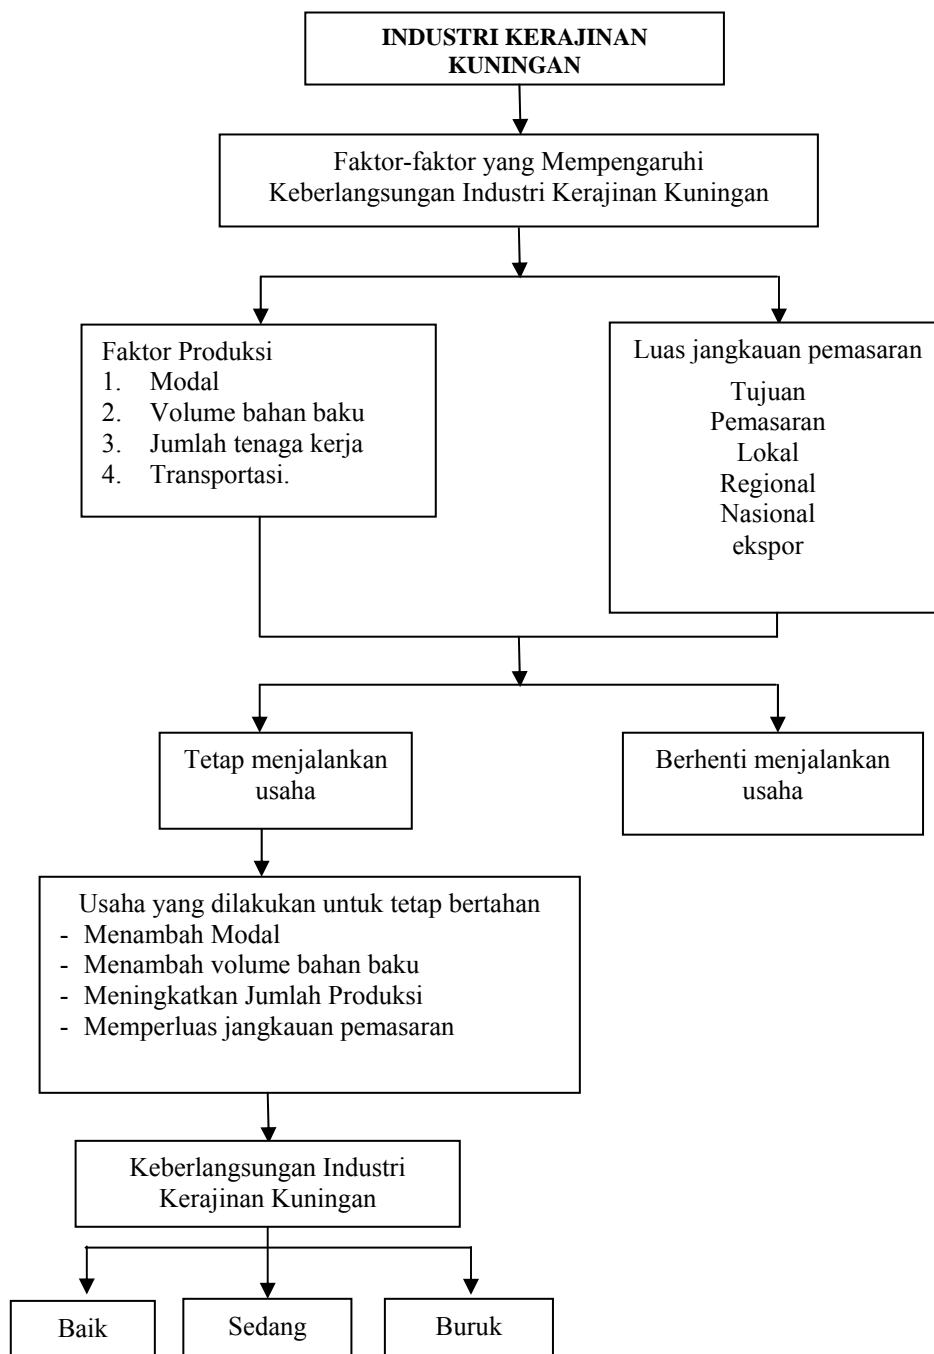 INDUSTRI KERAJINAN
KUNINGAN
Faktor-faktor yang Mempengaruhi
Keberlangsungan Industri Kerajinan Kuningan
Faktor Produksi
1. Modal
2. Volume bahan baku
3. Jumlah tenaga kerja
4. Transportasi.
Luas jangkauan pemasaran
Tujuan
Pemasaran
Lokal
Regional
Nasional
ekspor
Tetap menjalankan
usaha
Berhenti menjalankan
usaha
Usaha yang dilakukan untuk tetap bertahan
- Menambah Modal
- Menambah volume bahan baku
- Meningkatkan Jumlah Produksi
- Memperluas jangkauan pemasaran
Keberlangsungan Industri
Kerajinan Kuningan
Baik
Sedang
Buruk